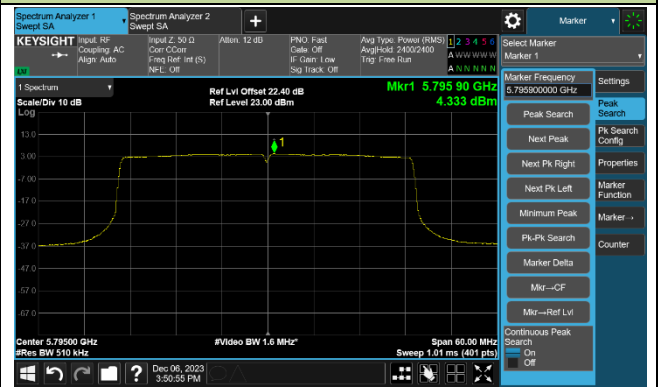 Spectrum Analyzer 1
Swept SA
Spectrum Analyzer 2
Swept SA
Marker
KEYSIGHT
Input: RF
Coupling: AC
Align: Auto
Input Z: 50 Ω
Corr CCorr
Freq Ref: Int (S)
NFE: Off
Atten: 12 dB
PNO: Fast
Gate: Off
IF Gain: Low
Sig Track: Off
Avg Type: Power (RMS)
Avg|Hold: 2400/2400
Trig: Free Run
1 2 3 4 5 6
A W W W W W
A N N N N N
LXI
Select Marker
Marker 1
1 Spectrum
Scale/Div 10 dB
Log
Ref Lvl Offset 22.40 dB
Ref Level 23.00 dBm
Mkr1 5.795 90 GHz
4.333 dBm
13.0
3.00
-7.00
-17.0
-27.0
-37.0
-47.0
-57.0
-67.0
1
Center 5.79500 GHz
#Res BW 510 kHz
#Video BW 1.6 MHz*
Span 60.00 MHz
Sweep 1.01 ms (401 pts)
Marker Frequency
5.795900000 GHz
Peak Search
Next Peak
Next Pk Right
Next Pk Left
Minimum Peak
Pk-Pk Search
Marker Delta
Mkr→CF
Mkr→Ref Lvl
Continuous Peak
Search
On
Off
Settings
Peak
Search
Pk Search
Config
Properties
Marker
Function
Marker→
Counter
Dec 06, 2023
3:50:55 PM